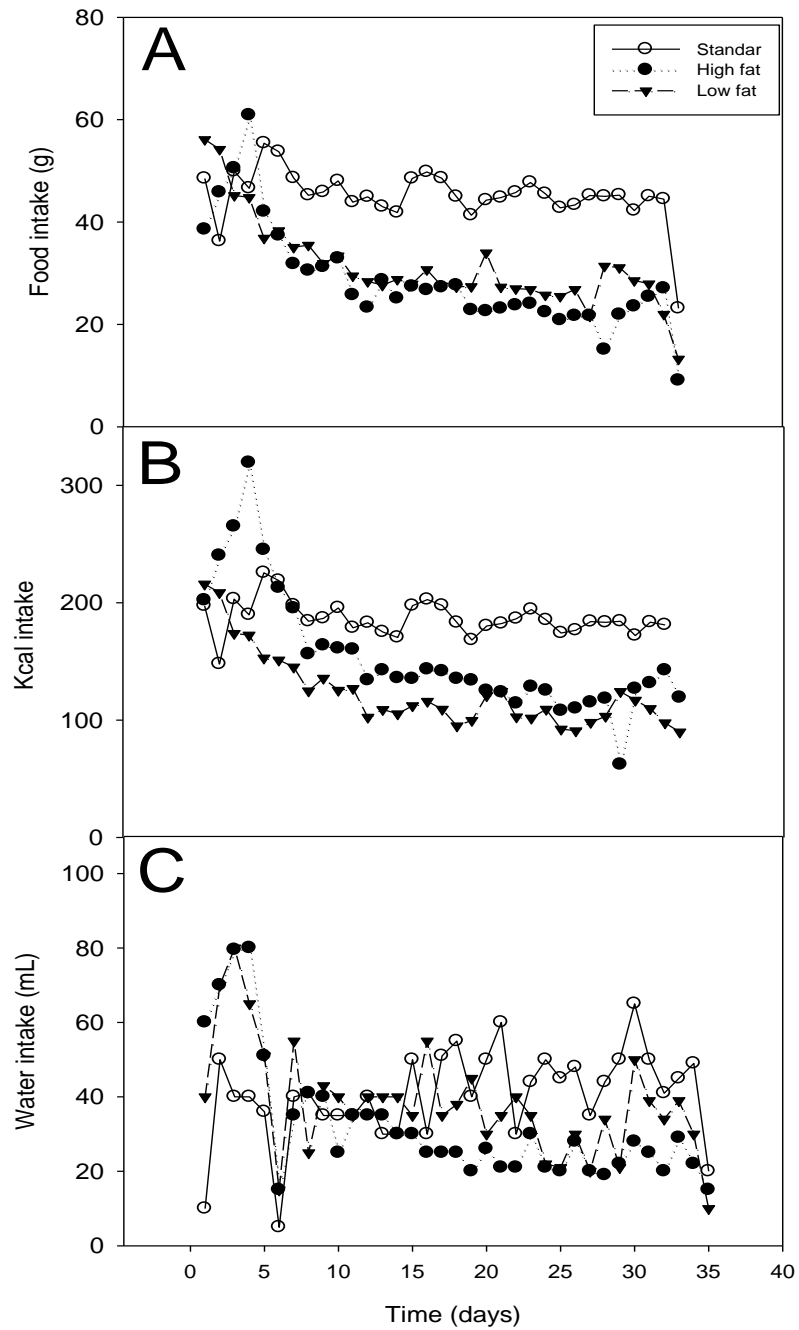 A
Standar
High fat
Low fat
80
60
40
20
0
Food intake (g)
B
300
200
100
0
Kcal intake
C
100
80
60
40
20
0
Water intake (mL)
0 5 10 15 20 25 30 35 40
Time (days)